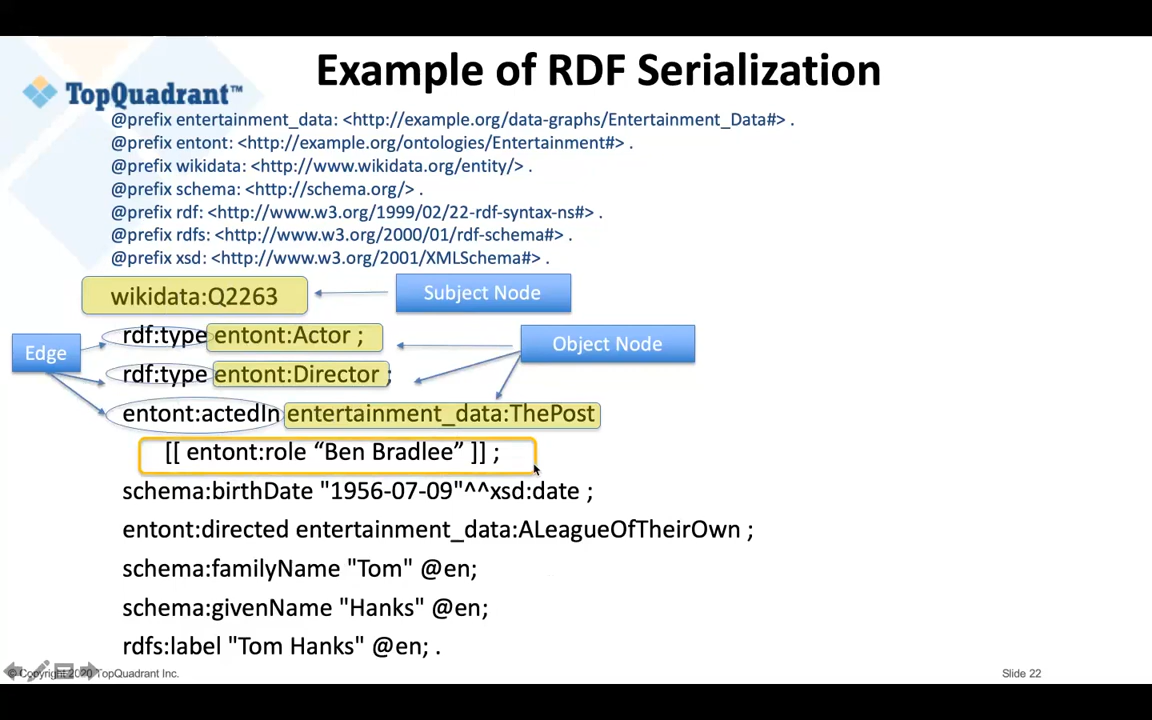 Example of RDF Serialization
TopQuadrant™
@prefix entertainment_data: <http://example.org/data-graphs/Entertainment_Data#> .
@prefix entont: <http://example.org/ontologies/Entertainment#> .
@prefix wikidata: <http://www.wikidata.org/entity/> .
@prefix schema: <http://schema.org/> .
@prefix rdf: <http://www.w3.org/1999/02/22-rdf-syntax-ns#> .
@prefix rdfs: <http://www.w3.org/2000/01/rdf-schema#> .
@prefix xsd: <http://www.w3.org/2001/XMLSchema#> .
wikidata:Q2263
Subject Node
rdf:type entont:Actor ;
Object Node
Edge
rdf:type entont:Director ;
entont:actedIn entertainment_data:ThePost
[[ entont:role “Ben Bradlee” ]] ;
schema:birthDate "1956-07-09"^^xsd:date ;
entont:directed entertainment_data:ALeagueOfTheirOwn ;
schema:familyName "Tom" @en;
schema:givenName "Hanks" @en;
rdfs:label "Tom Hanks" @en; .
© Copyright 2020 TopQuadrant Inc.
Slide 22